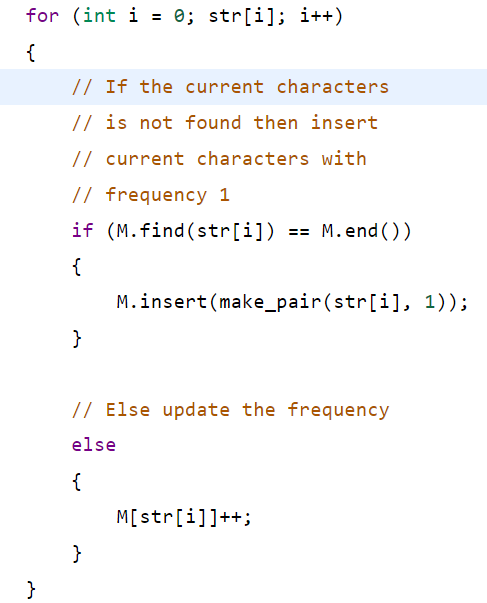 for (int i = 0; str[i]; i++)
{
    // If the current characters
    // is not found then insert
    // current characters with
    // frequency 1
    if (M.find(str[i]) == M.end())
    {
        M.insert(make_pair(str[i], 1));
    }

    // Else update the frequency
    else
    {
        M[str[i]]++;
    }
}